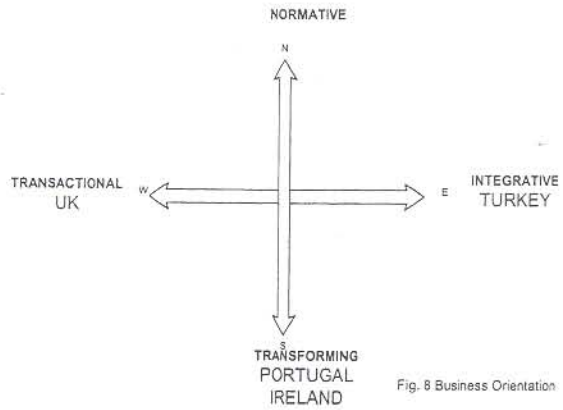 NORMATIVE
N
TRANSACTIONAL
UK
W
E
INTEGRATIVE
TURKEY
S
TRANSFORMING
PORTUGAL
IRELAND
Fig. 8 Business Orientation